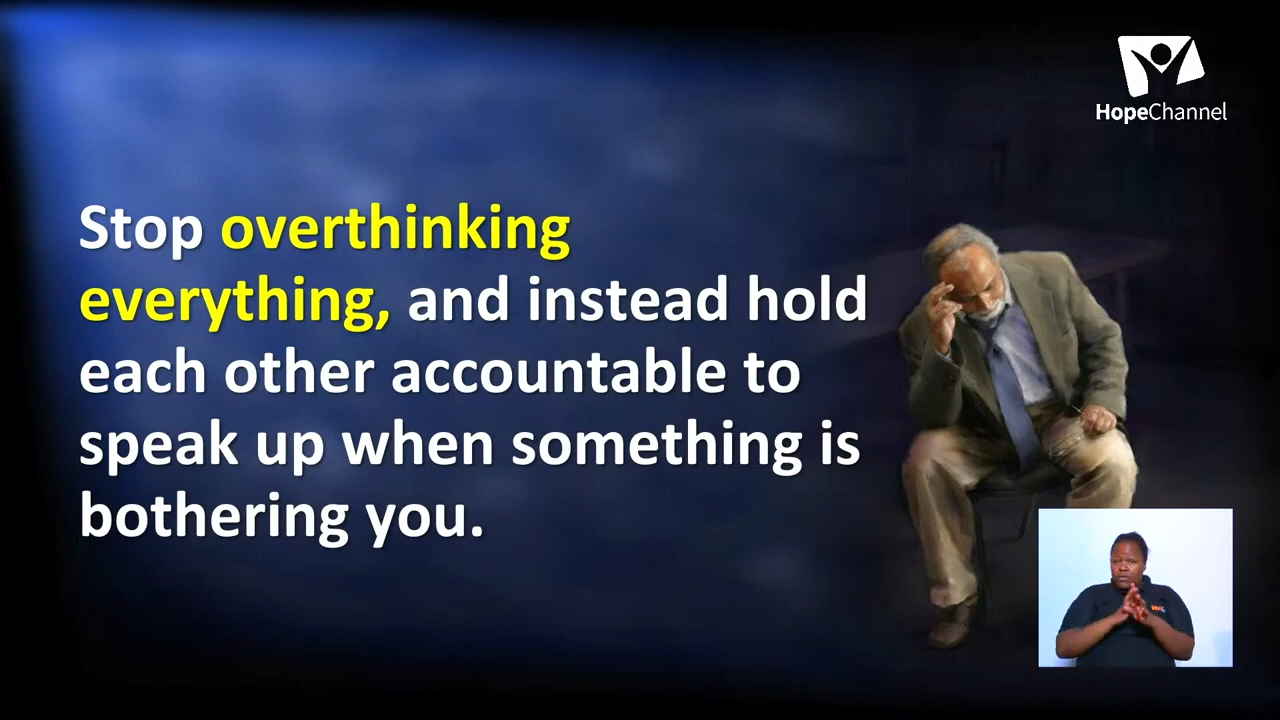 HopeChannel
Stop overthinking
everything, and instead hold
each other accountable to
speak up when something is
bothering you.